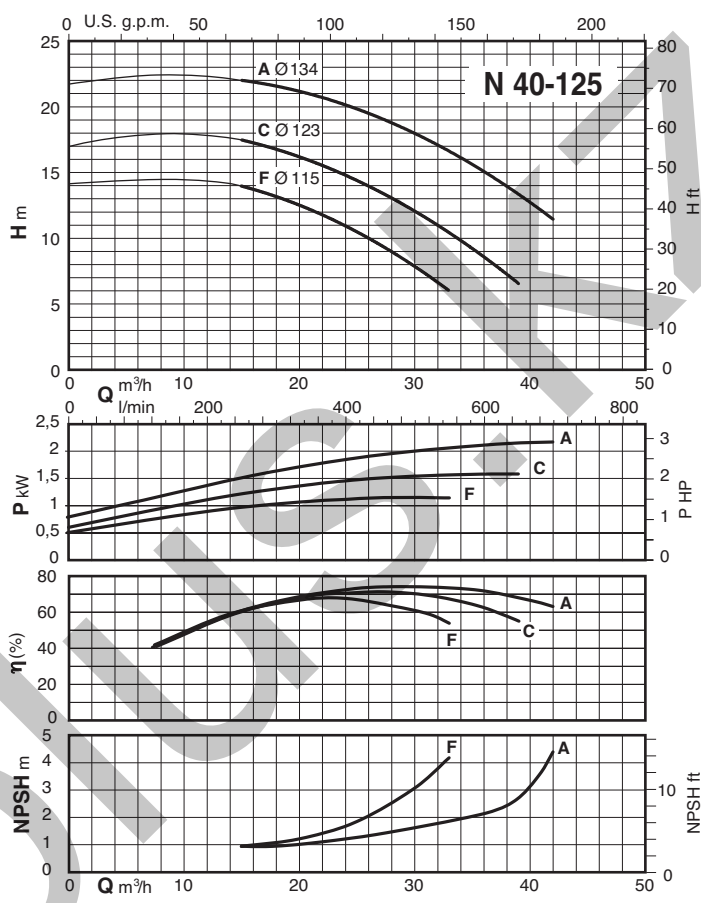 0 U.S. g.p.m. 50 100 150 200
25 20 15 10 5 0
H m
80 70 60 50 40 30 20 10 0
H ft
N 40-125
A Ø 134
C Ø 123
F Ø 115
0 Q m³/h 10 20 30 40 50
0 l/min 200 400 600 800
2,5 2 1,5 1 0,5 0
P kW
3 2 1 0
P HP
A
C
F
80 60 40 20 0
η (%)
A
C
F
5 4 3 2 1 0
NPSH m
10 0
NPSH ft
F A
0 Q m³/h 10 20 30 40 50